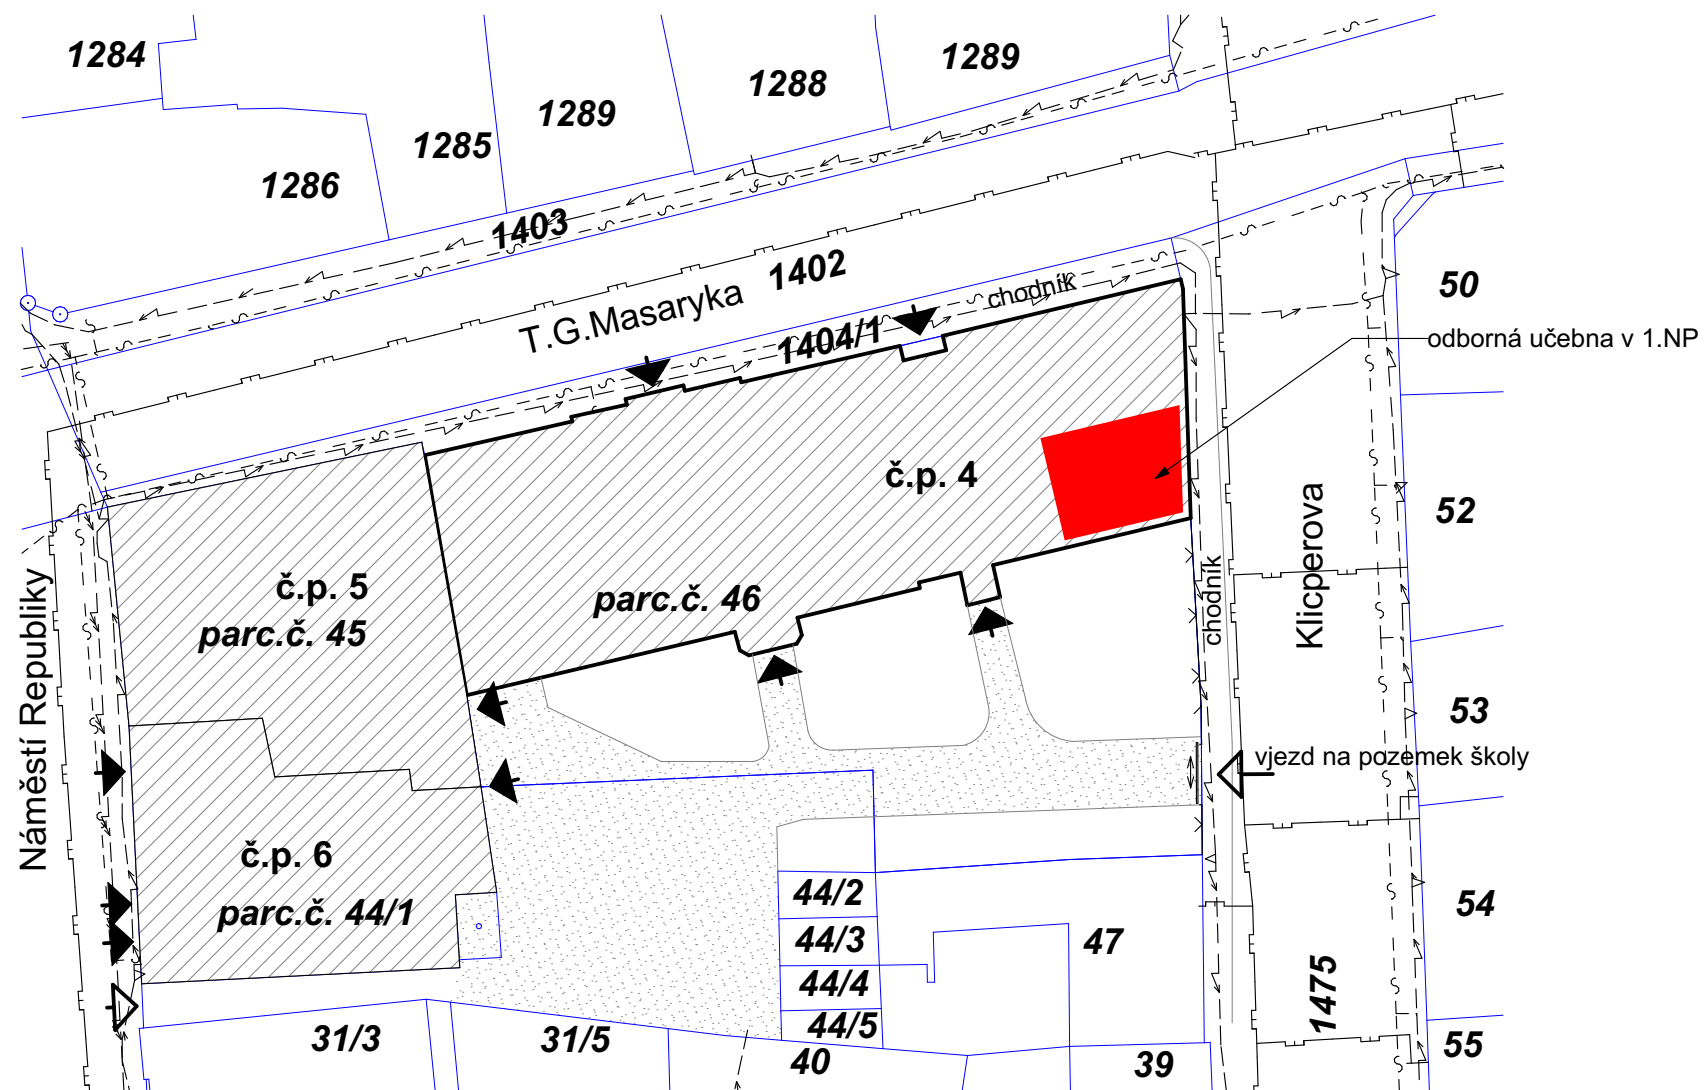 1284
1289
1288
1289
1285
1286
1403
1402
T.G.Masaryka
chodník
50
1404/1
odborná učebna v 1.NP
č.p. 4
52
Klicperova
č.p. 5
parc.č. 46
chodník
parc.č. 45
Náměstí Republiky
53
vjezd na pozemek školy
č.p. 6
44/2
54
parc.č. 44/1
44/3
47
44/4
1475
44/5
31/3
31/5
40
39
55